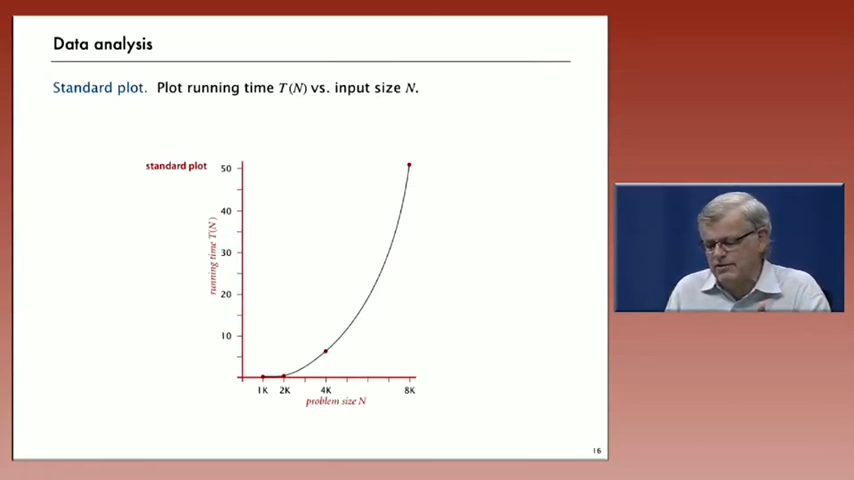 Data analysis
Standard plot. Plot running time T(N) vs. input size N.
standard plot
50
40
30
20
10
running time T(N)
1K 2K 4K 8K
problem size N
16